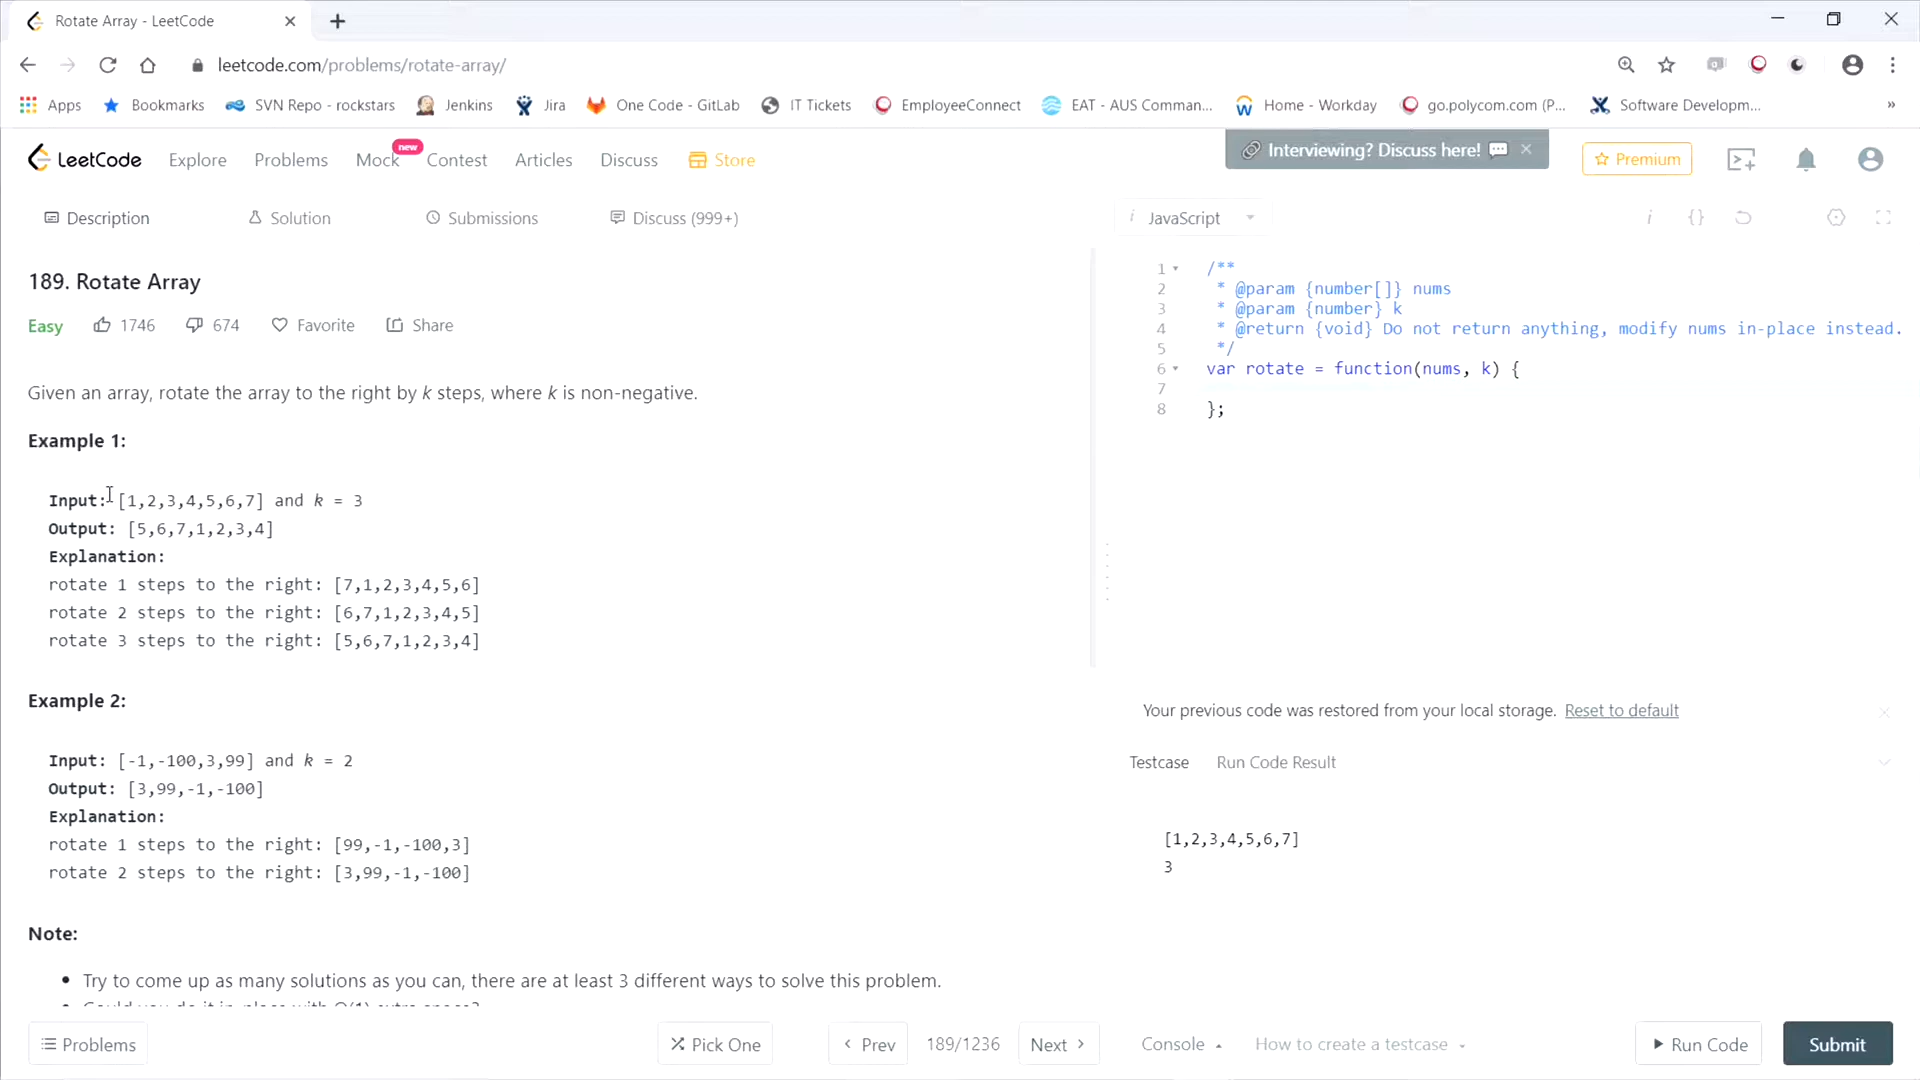 Rotate Array - LeetCode
leetcode.com/problems/rotate-array/
Apps Bookmarks SVN Repo - rockstars Jenkins Jira One Code - GitLab IT Tickets EmployeeConnect EAT - AUS Comman... Home - Workday go.polycom.com (P... Software Developm... »
LeetCode Explore Problems Mock new Contest Articles Discuss Store Interviewing? Discuss here! Premium
Description Solution Submissions Discuss (999+)
189. Rotate Array
Easy 1746 674 Favorite Share
Given an array, rotate the array to the right by k steps, where k is non-negative.
Example 1:
Input: [1,2,3,4,5,6,7] and k = 3
Output: [5,6,7,1,2,3,4]
Explanation:
rotate 1 steps to the right: [7,1,2,3,4,5,6]
rotate 2 steps to the right: [6,7,1,2,3,4,5]
rotate 3 steps to the right: [5,6,7,1,2,3,4]
Example 2:
Input: [-1,-100,3,99] and k = 2
Output: [3,99,-1,-100]
Explanation:
rotate 1 steps to the right: [99,-1,-100,3]
rotate 2 steps to the right: [3,99,-1,-100]
Note:
Try to come up as many solutions as you can, there are at least 3 different ways to solve this problem.
Could you do it in-place with O(1) extra space?
Problems Pick One Prev 189/1236 Next
i JavaScript i {}
1 /**
2 * @param {number[]} nums
3 * @param {number} k
4 * @return {void} Do not return anything, modify nums in-place instead.
5 */
6 var rotate = function(nums, k) {
7
8 };
Your previous code was restored from your local storage. Reset to default
Testcase Run Code Result
[1,2,3,4,5,6,7]
3
Console How to create a testcase Run Code Submit